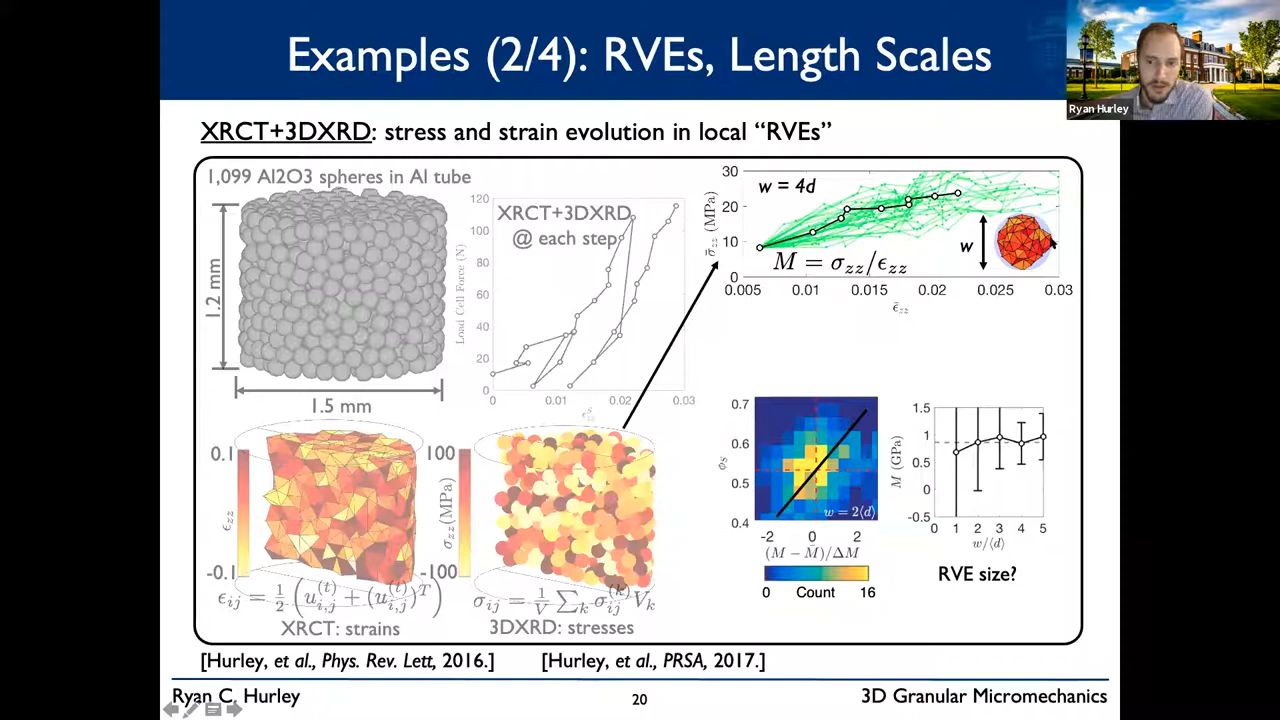 Examples (2/4): RVEs, Length Scales
Ryan Hurley
XRCT+3DXRD: stress and strain evolution in local “RVEs”
1,099 Al2O3 spheres in Al tube
1.2 mm
1.5 mm
XRCT+3DXRD
@ each step
Load Cell Force (N)
120
100
80
60
40
20
0
0 0.01 0.02 0.03
w = 4d
σ̄zz (MPa)
30
20
10
0
M = σzz/ϵzz
w
0.005 0.01 0.015 0.02 0.025 0.03
ϵ̄zz
0.1
ϵzz
-0.1
ϵij = 1/2 (u(t)i,j + (u(t)i,j)T)
XRCT: strains
100
σzz(MPa)
-100
σij = 1/V ∑k σ(k)ij Vk
3DXRD: stresses
0.7
0.6
0.5
0.4
ϕS
w = 2⟨d⟩
-2 0 2
(M − M̄)/ΔM
0 Count 16
1.5
1
0.5
0
-0.5
M (GPa)
0 1 2 3 4 5
w/⟨d⟩
RVE size?
[Hurley, et al., Phys. Rev. Lett, 2016.] [Hurley, et al., PRSA, 2017.]
Ryan C. Hurley 20 3D Granular Micromechanics